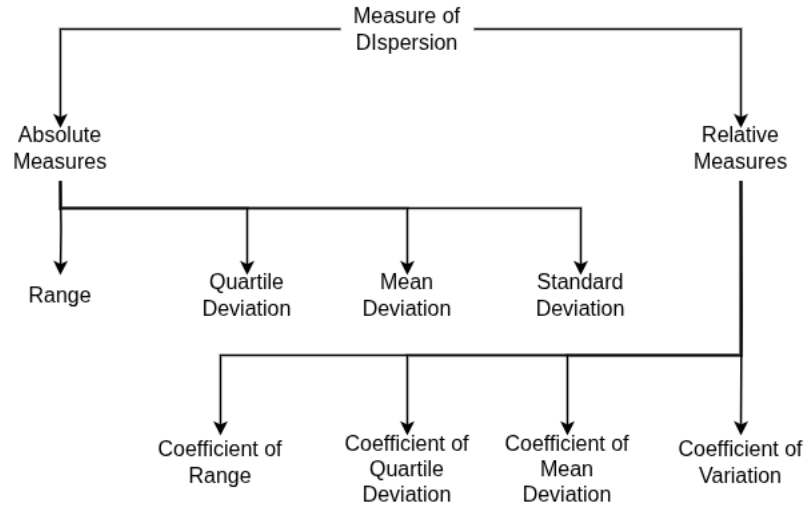 Measure of
DIspersion
Absolute
Measures
Relative
Measures
Range
Quartile
Deviation
Mean
Deviation
Standard
Deviation
Coefficient of
Range
Coefficient of
Quartile
Deviation
Coefficient of
Mean
Deviation
Coefficient of
Variation